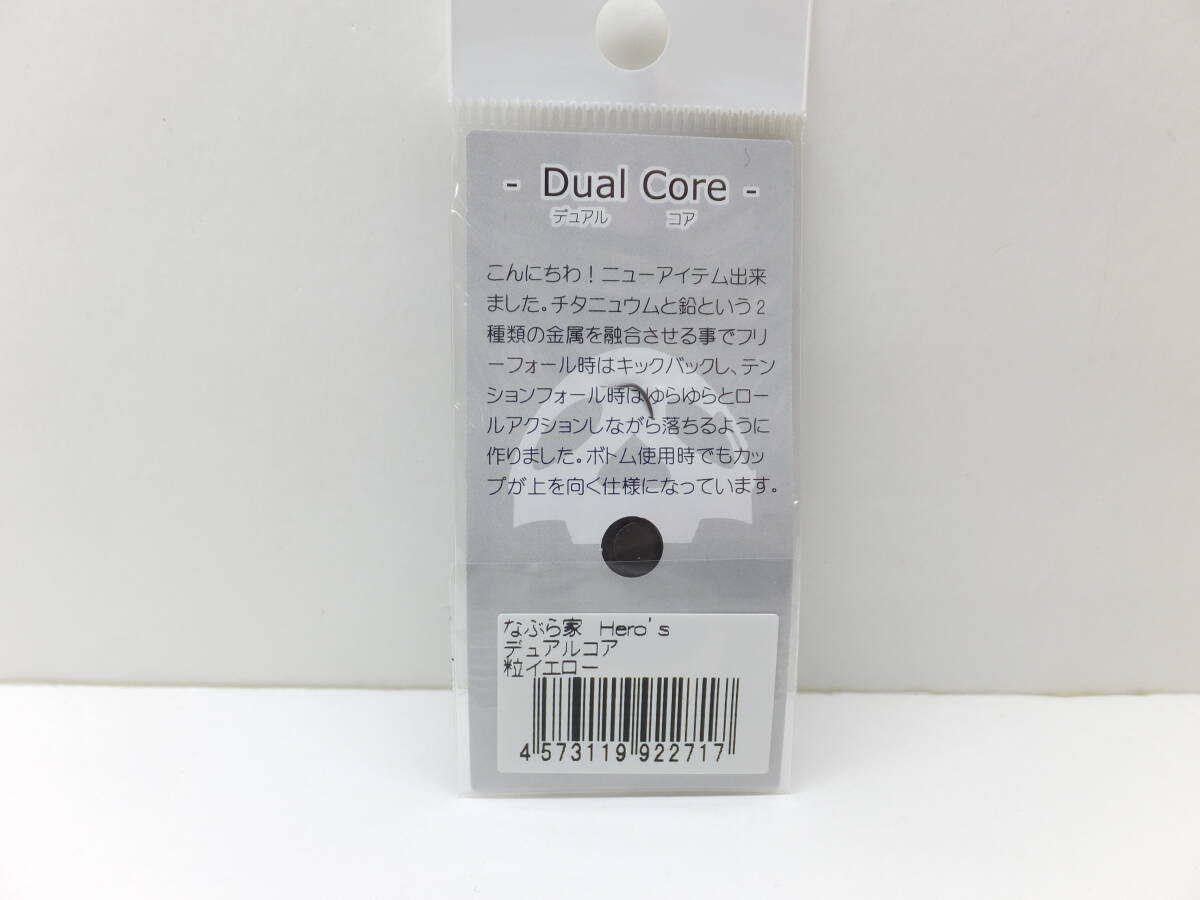 - Dual Core -
デュアル コア
こんにちわ！ニューアイテム出来
ました。チタニュウムと鉛という2
種類の金属を融合させる事でフリ
ーフォール時はキックバックし、テン
ションフォール時はゆらゆらとロー
ルアクションしながら落ちるように
作りました。ボトム使用時でもカッ
プが上を向く仕様になっています。
なぶら家 Hero's
デュアルコア
粒イエロー
4 573119 922717